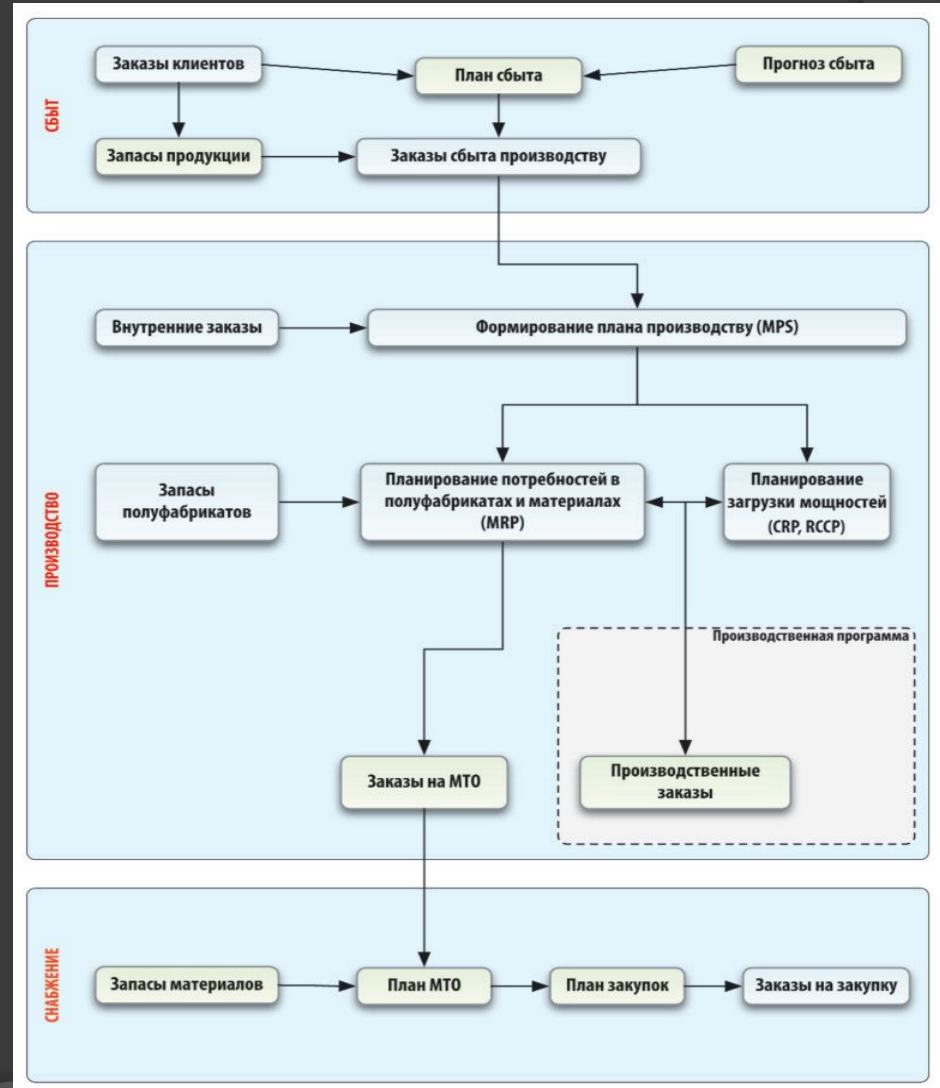 СБЫТ
Заказы клиентов
План сбыта
Прогноз сбыта
Запасы продукции
Заказы сбыта производству
ПРОИЗВОДСТВО
Внутренние заказы
Формирование плана производству (MPS)
Запасы
полуфабрикатов
Планирование потребностей в
полуфабрикатах и материалах
(MRP)
Планирование
загрузки мощностей
(CRP, RCCP)
Производственная программа
Заказы на МТО
Производственные
заказы
СНАБЖЕНИЕ
Запасы материалов
План МТО
План закупок
Заказы на закупку